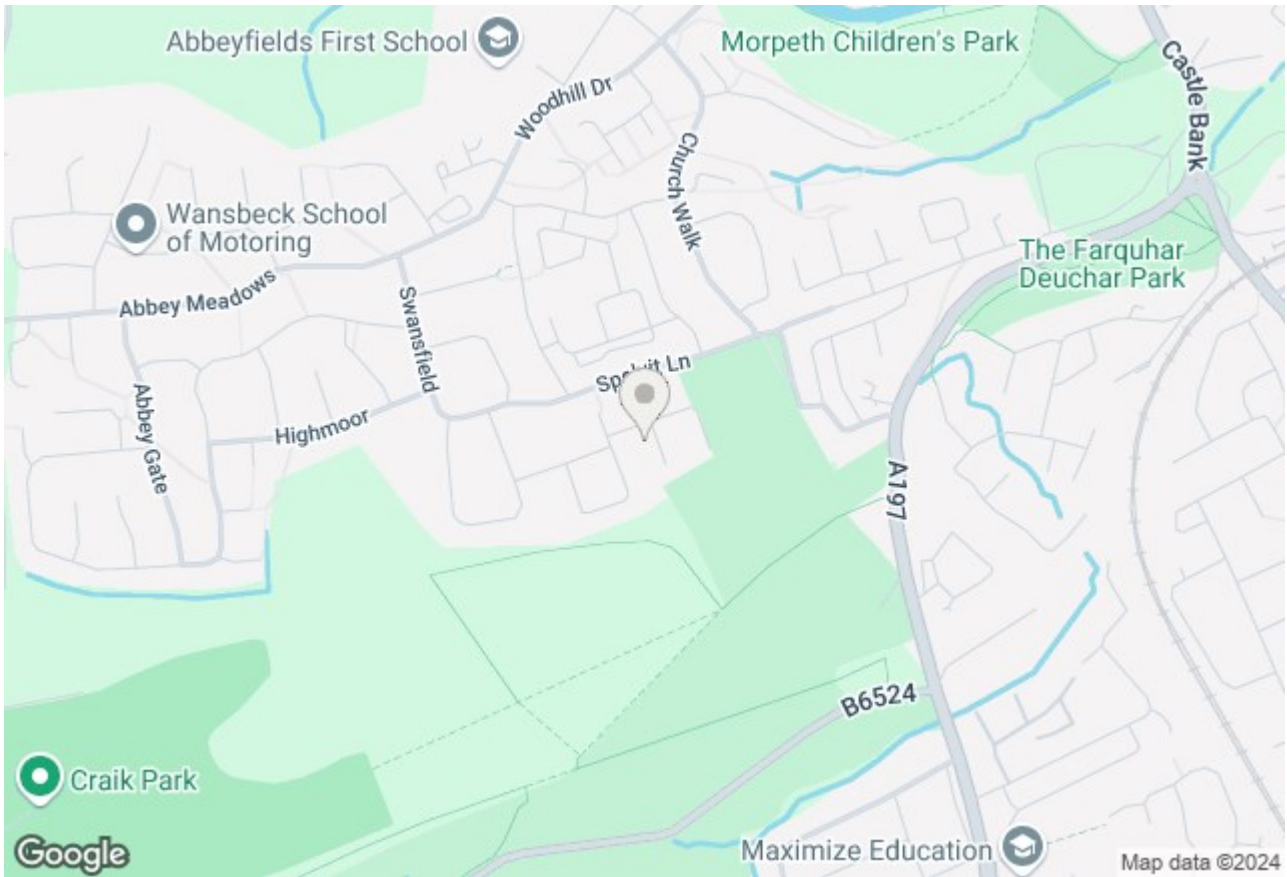 Abbeyfields First School
Morpeth Children's Park
Castle Bank
Woodhill Dr
Church Walk
Wansbeck School
of Motoring
The Farquhar
Deuchar Park
Abbey Meadows
Swansfield
Ln
Abbey Gate
Highmoor
A197
B6524
Craik Park
Maximize Education
Google
Map data ©2024